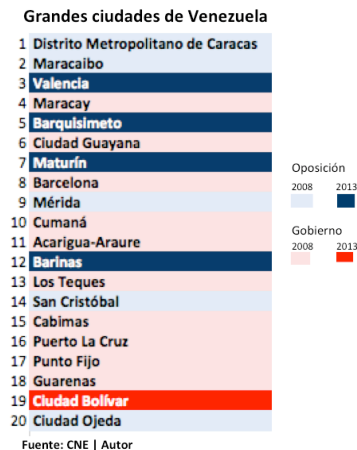 Grandes ciudades de Venezuela
1 Distrito Metropolitano de Caracas
2 Maracaibo
3 Valencia
4 Maracay
5 Barquisimeto
6 Ciudad Guayana
7 Maturín
8 Barcelona
9 Mérida
10 Cumaná
11 Acarigua-Araure
12 Barinas
13 Los Teques
14 San Cristóbal
15 Cabimas
16 Puerto La Cruz
17 Punto Fijo
18 Guarenas
19 Ciudad Bolívar
20 Ciudad Ojeda
Oposición
2008 2013
Gobierno
2008 2013
Fuente: CNE | Autor